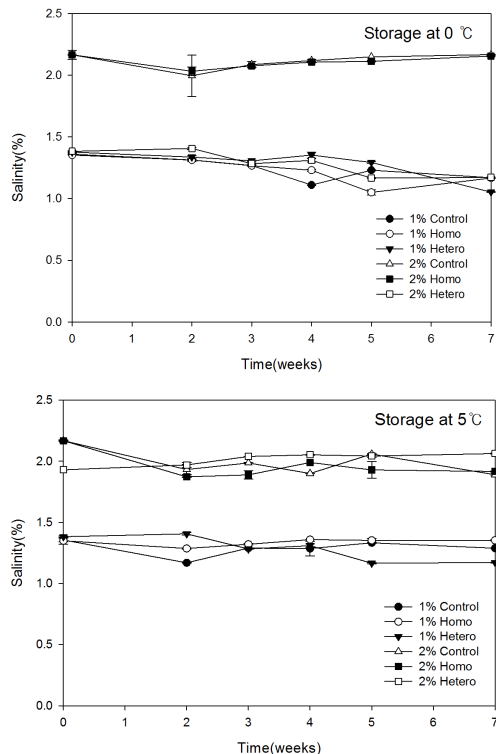 Storage at 0 ℃
2.5
2.0
1.5
1.0
0.5
0.0
Salinity(%)
1% Control
1% Homo
1% Hetero
2% Control
2% Homo
2% Hetero
0 1 2 3 4 5 6 7
Time(weeks)
Storage at 5℃
2.5
2.0
1.5
1.0
0.5
0.0
Salinity(%)
1% Control
1% Homo
1% Hetero
2% Control
2% Homo
2% Hetero
0 1 2 3 4 5 6 7
Time(weeks)